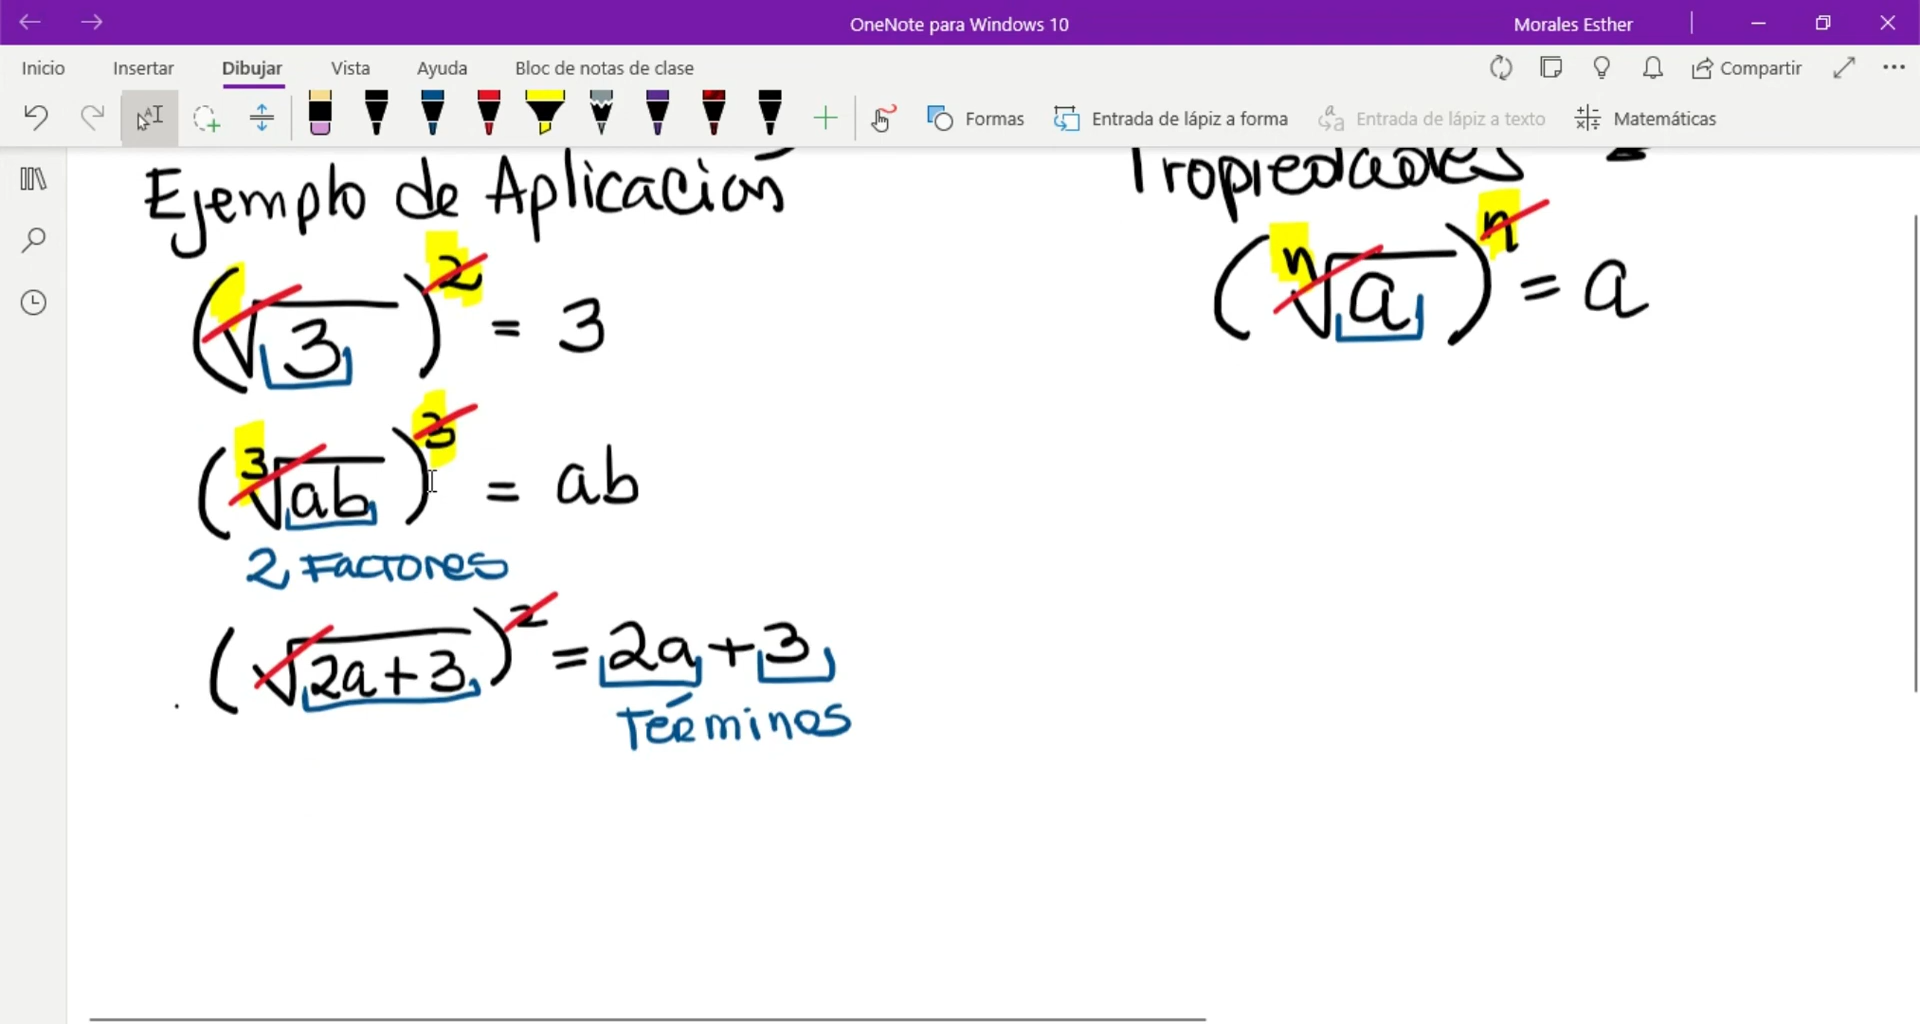 OneNote para Windows 10
Morales Esther
Inicio Insertar Dibujar Vista Ayuda Bloc de notas de clase
Compartir
Formas Entrada de lápiz a forma Entrada de lápiz a texto Matemáticas
Ejemplo de Aplicación
(√3)² = 3
(³√ab)³ = ab
2 Factores
(√2a+3)² = 2a+3
Términos
Propiedades =
(ⁿ√a)ⁿ = a